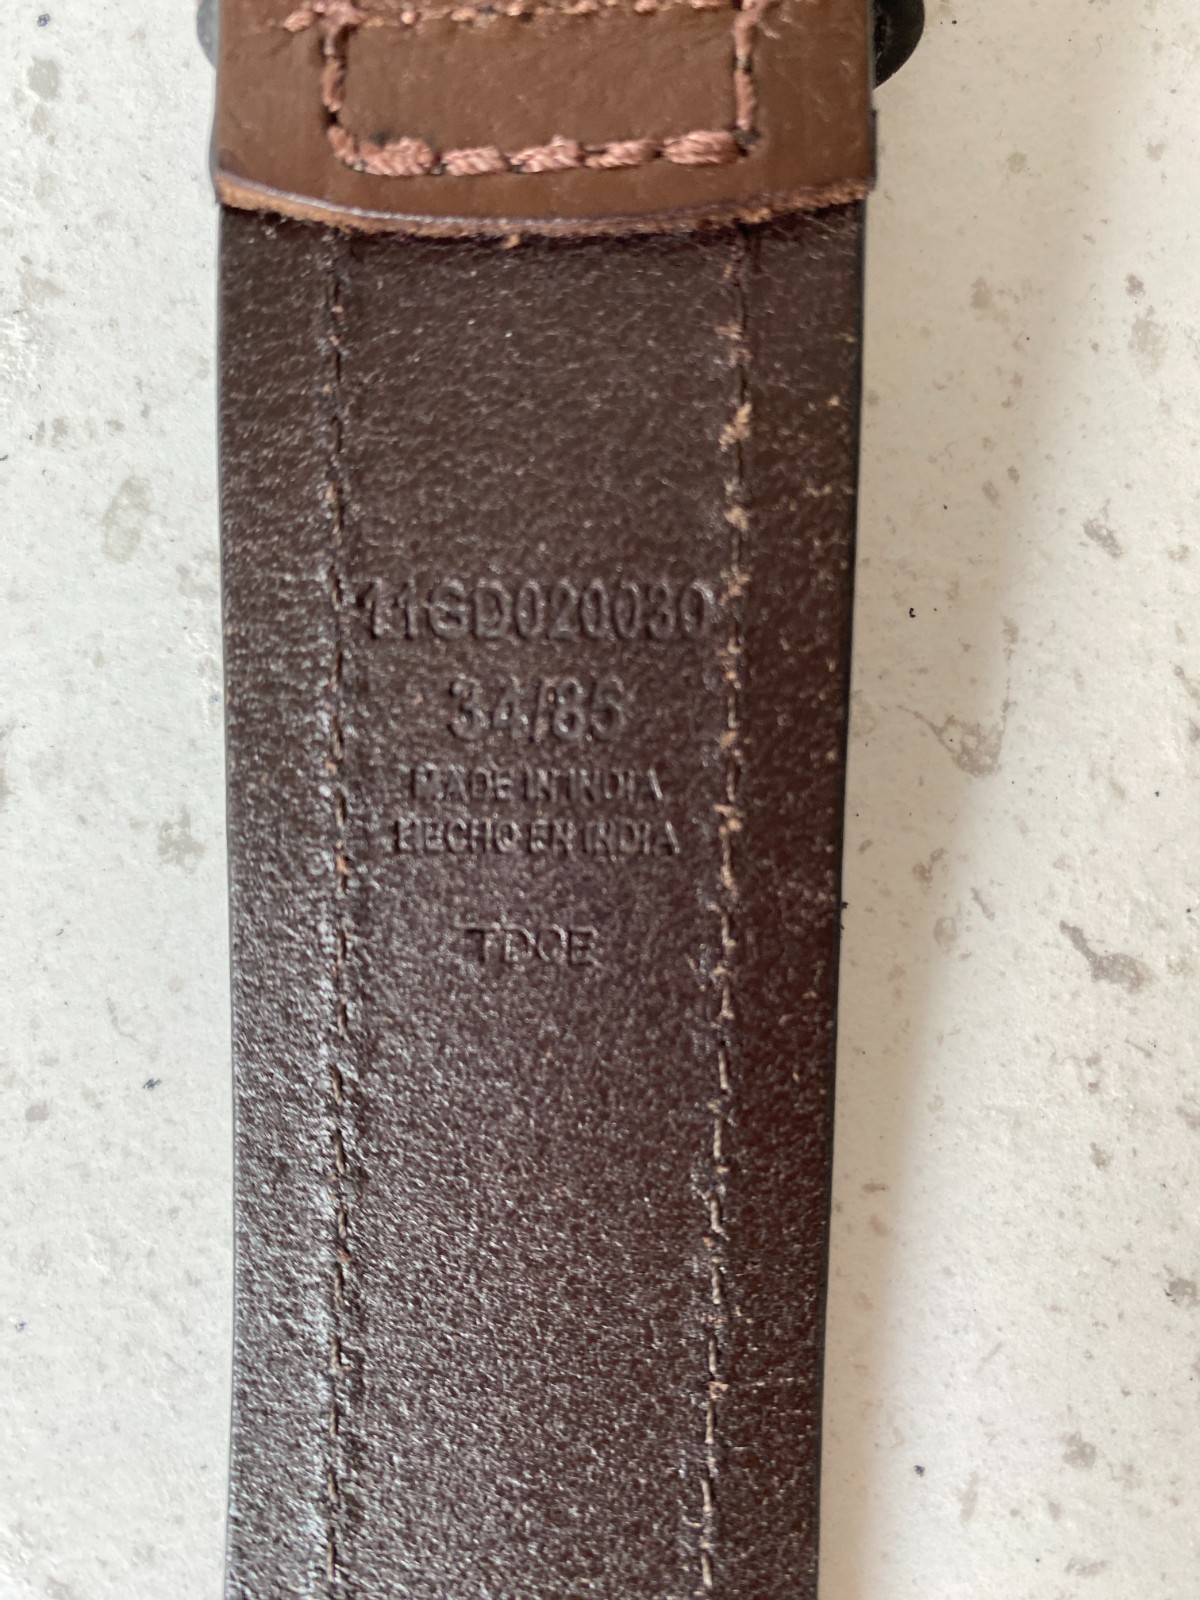 11GD020030
34/85
MADE IN INDIA
HECHO EN INDIA
TDCE